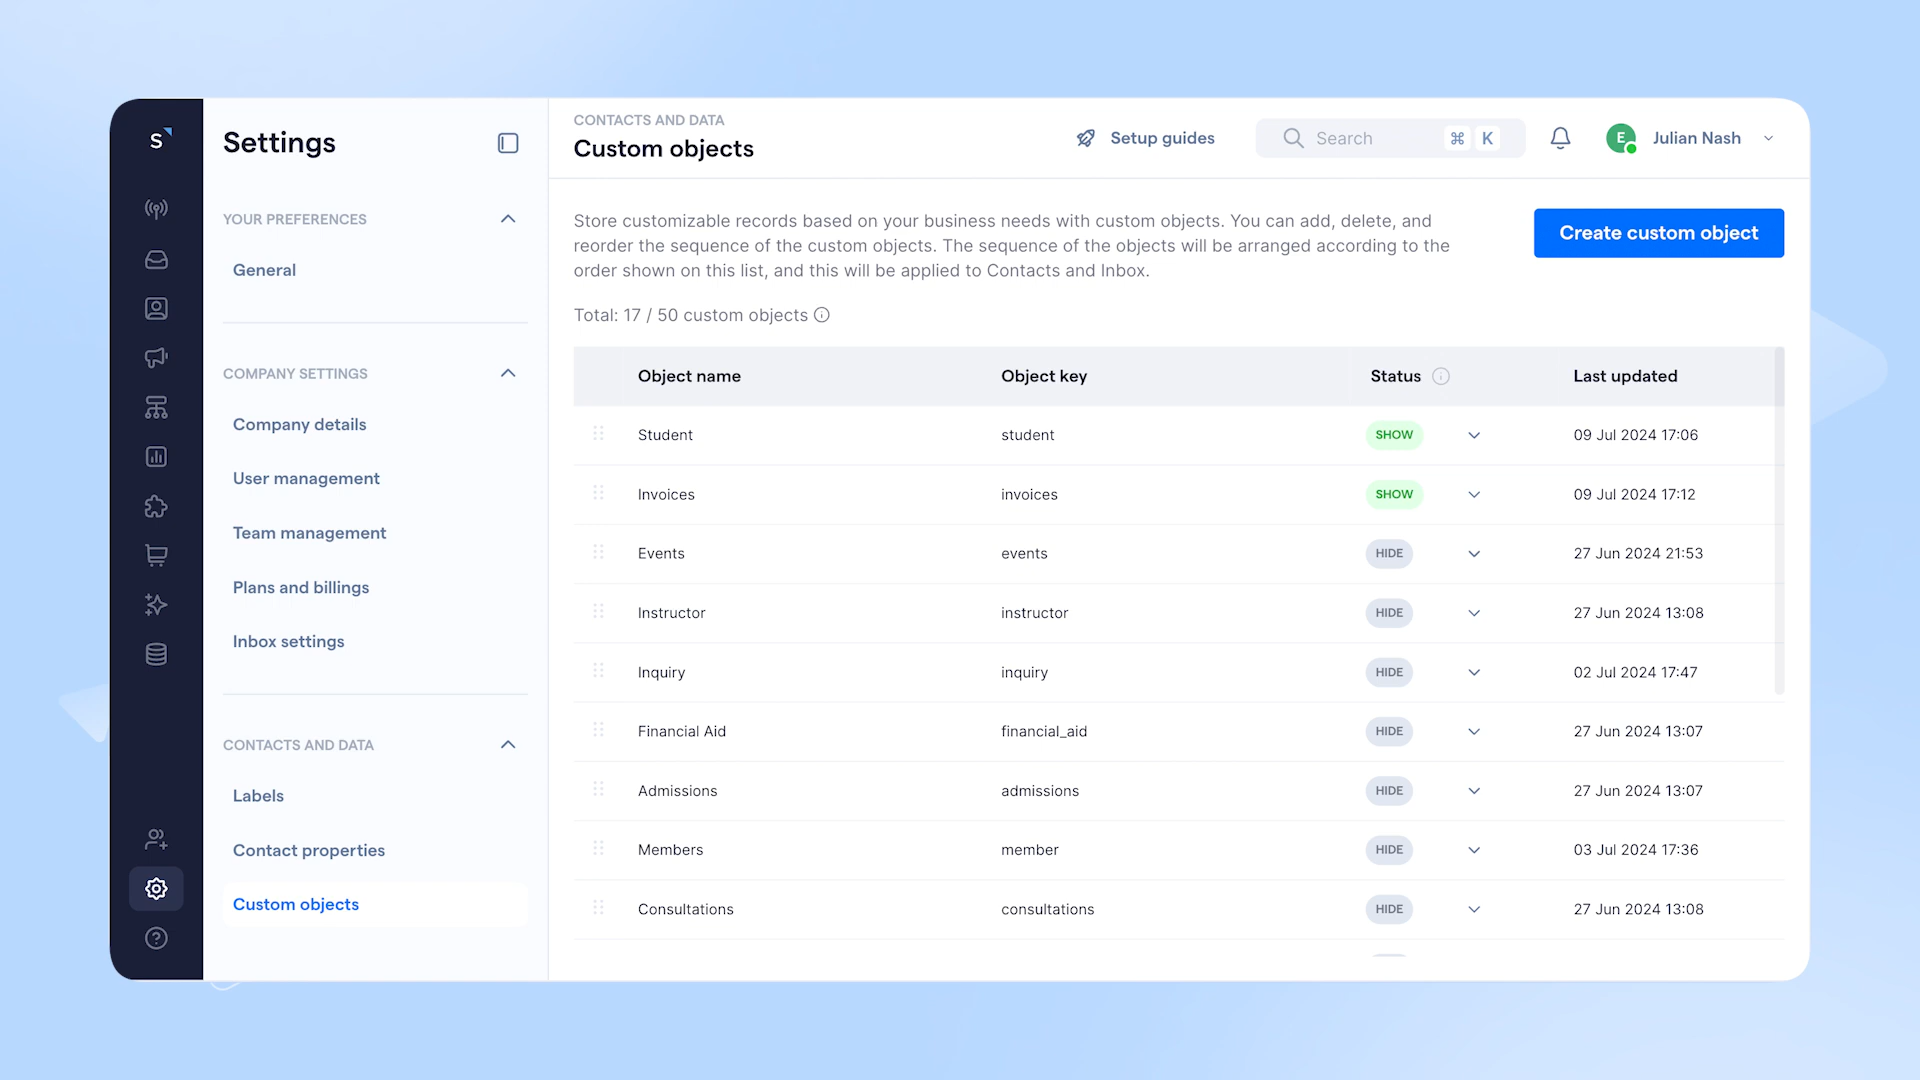 S
Settings
YOUR PREFERENCES
General
COMPANY SETTINGS
Company details
User management
Team management
Plans and billings
Inbox settings
CONTACTS AND DATA
Labels
Contact properties
Custom objects
CONTACTS AND DATA
Custom objects
Setup guides
Search ⌘ K
E
Julian Nash
Store customizable records based on your business needs with custom objects. You can add, delete, and
reorder the sequence of the custom objects. The sequence of the objects will be arranged according to the
order shown on this list, and this will be applied to Contacts and Inbox.
Create custom object
Total: 17 / 50 custom objects
Object name Object key Status Last updated
Student student SHOW 09 Jul 2024 17:06
Invoices invoices SHOW 09 Jul 2024 17:12
Events events HIDE 27 Jun 2024 21:53
Instructor instructor HIDE 27 Jun 2024 13:08
Inquiry inquiry HIDE 02 Jul 2024 17:47
Financial Aid financial_aid HIDE 27 Jun 2024 13:07
Admissions admissions HIDE 27 Jun 2024 13:07
Members member HIDE 03 Jul 2024 17:36
Consultations consultations HIDE 27 Jun 2024 13:08